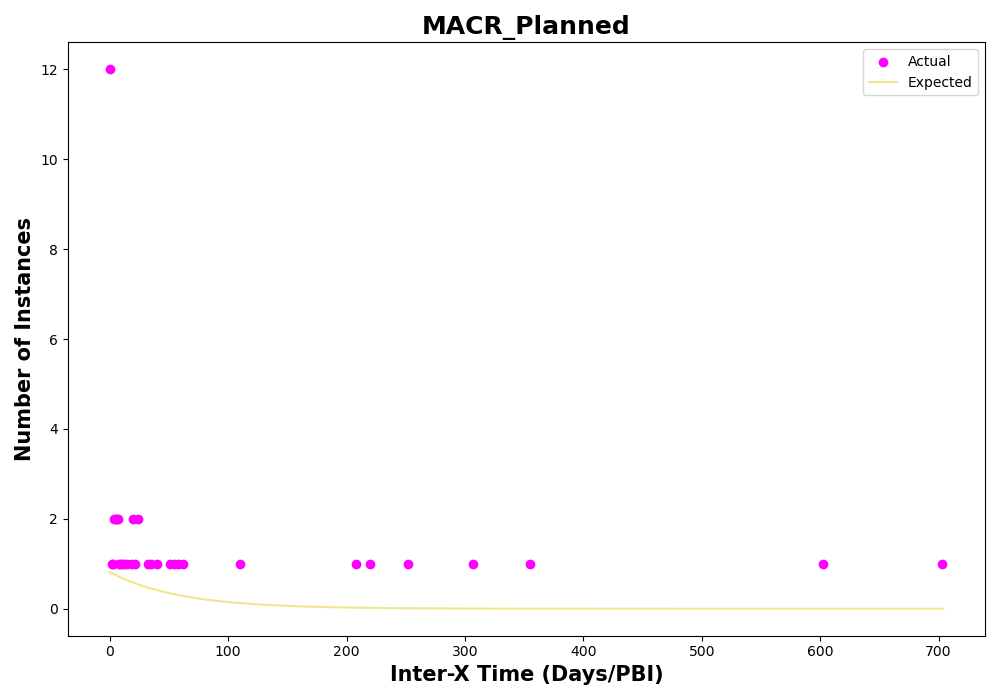 MACR_Planned
Actual
Expected
Number of Instances
12
10
8
6
4
2
0
0 100 200 300 400 500 600 700
Inter-X Time (Days/PBI)